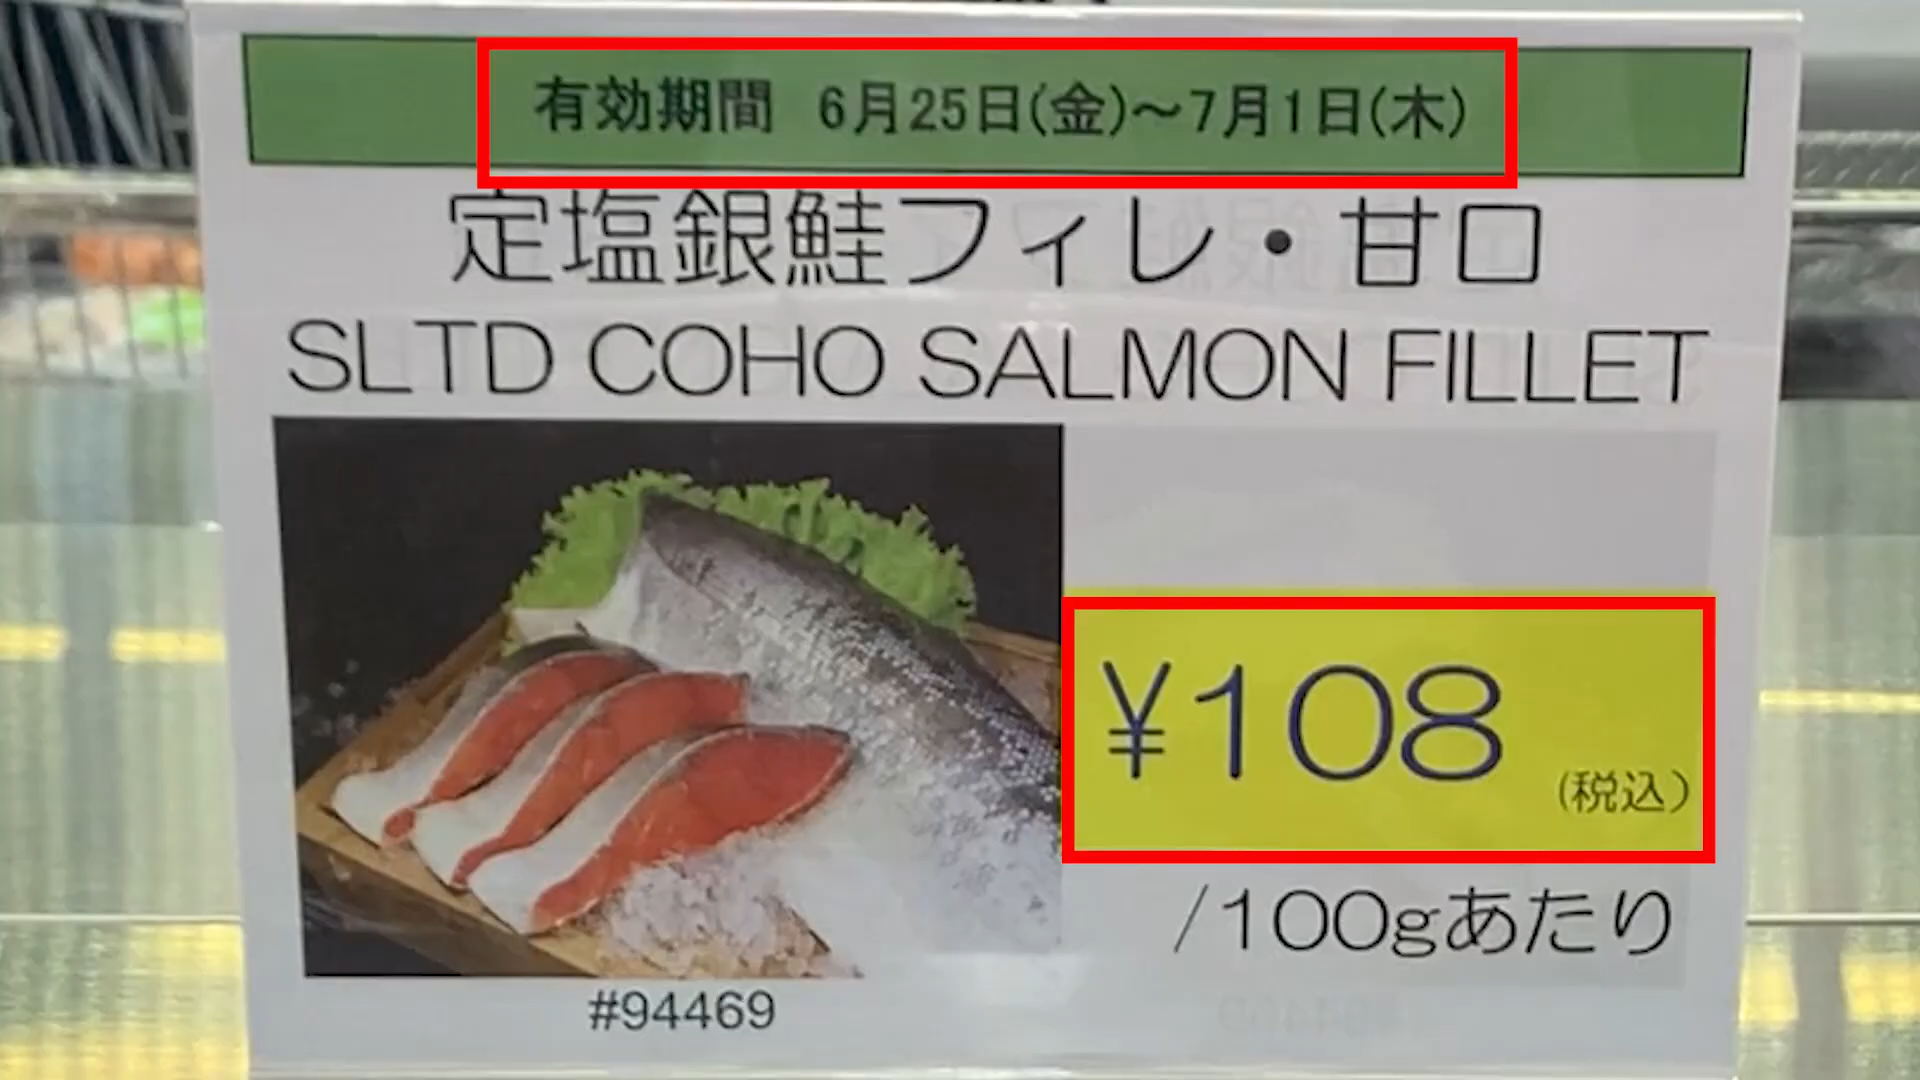 有効期間 6月25日(金)～7月1日(木)
定塩銀鮭フィレ・甘口
SLTD COHO SALMON FILLET
¥108
(税込)
/100gあたり
#94469